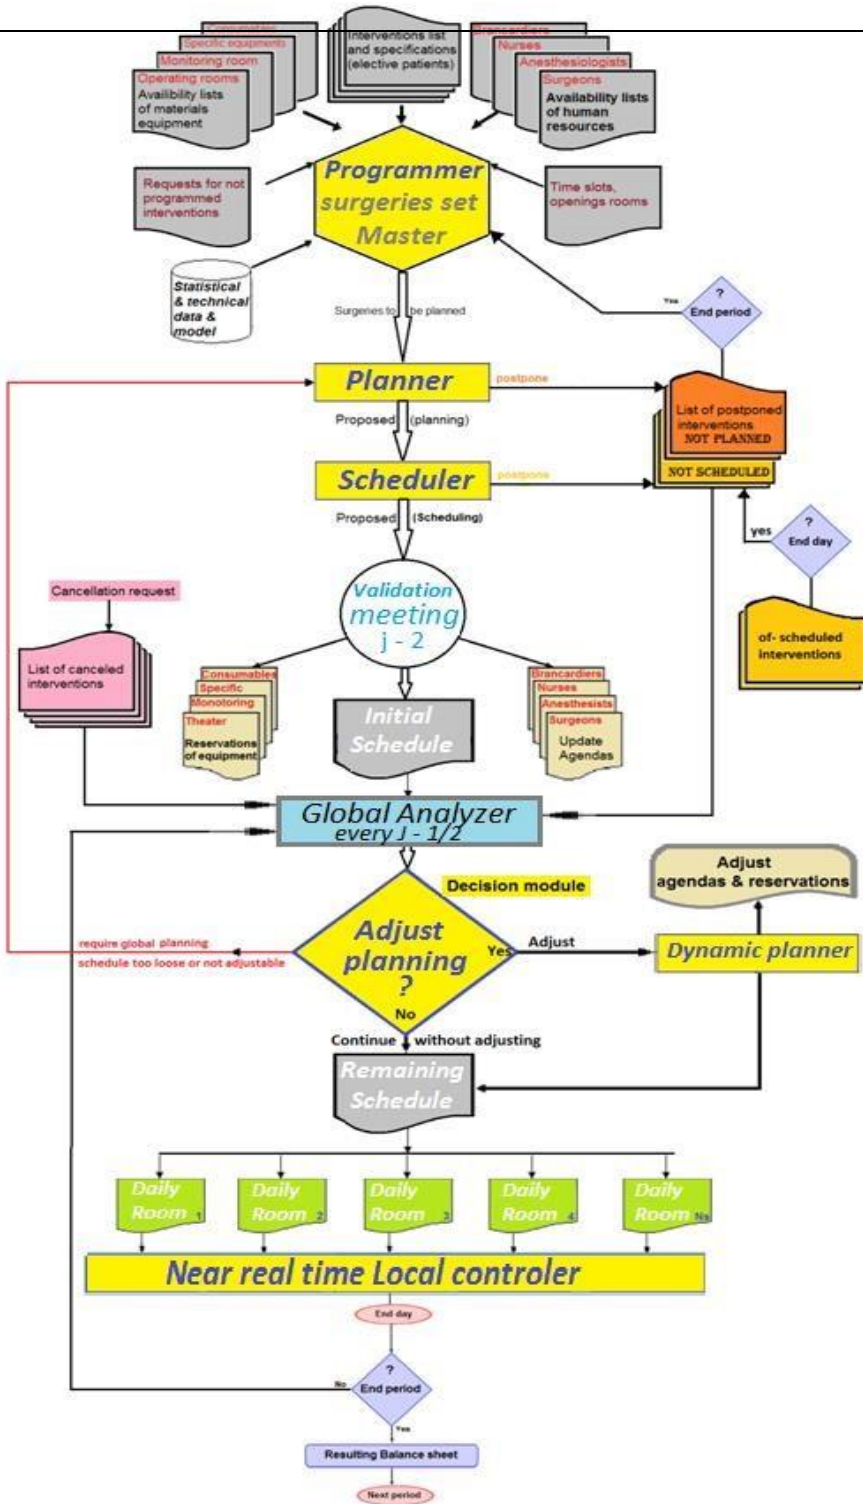 Consumables
Specific equipments
Monitoring room
Operating rooms
Availibility lists
of materials
equipment
Interventions list
and specifications
(elective patients)
Brancardiers
Nurses
Anesthesiologists
Surgeons
Availability lists
of human
resources
Requests for not
programmed
interventions
Programmer
surgeries set
Master
Time slots,
openings rooms
Statistical
& technical
data &
model
Surgeries to be planned
Yes
?
End period
Planner
postpone
List of postponed
interventions
NOT PLANNED
NOT SCHEDULED
Proposed (planning)
Scheduler
postpone
Proposed (Scheduling)
yes
?
End day
of- scheduled
interventions
Validation
meeting
j - 2
Cancellation request
List of canceled
interventions
Consumables
Specific
Monotoring
Theater
Reservations
of equipment
Initial
Schedule
Brancardiers
Nurses
Anesthesists
Surgeons
Update
Agendas
Global Analyzer
every J - 1/2
Decision module
Adjust
agendas & reservations
require global planning
schedule too loose or not adjustable
Adjust
planning
?
Yes
Adjust
Dynamic planner
No
Continue without adjusting
Remaining
Schedule
Daily
Room 1
Daily
Room 2
Daily
Room 3
Daily
Room 4
Daily
Room Ns
Near real time Local controler
End day
?
End period
No
Yes
Resulting Balance sheet
Next period